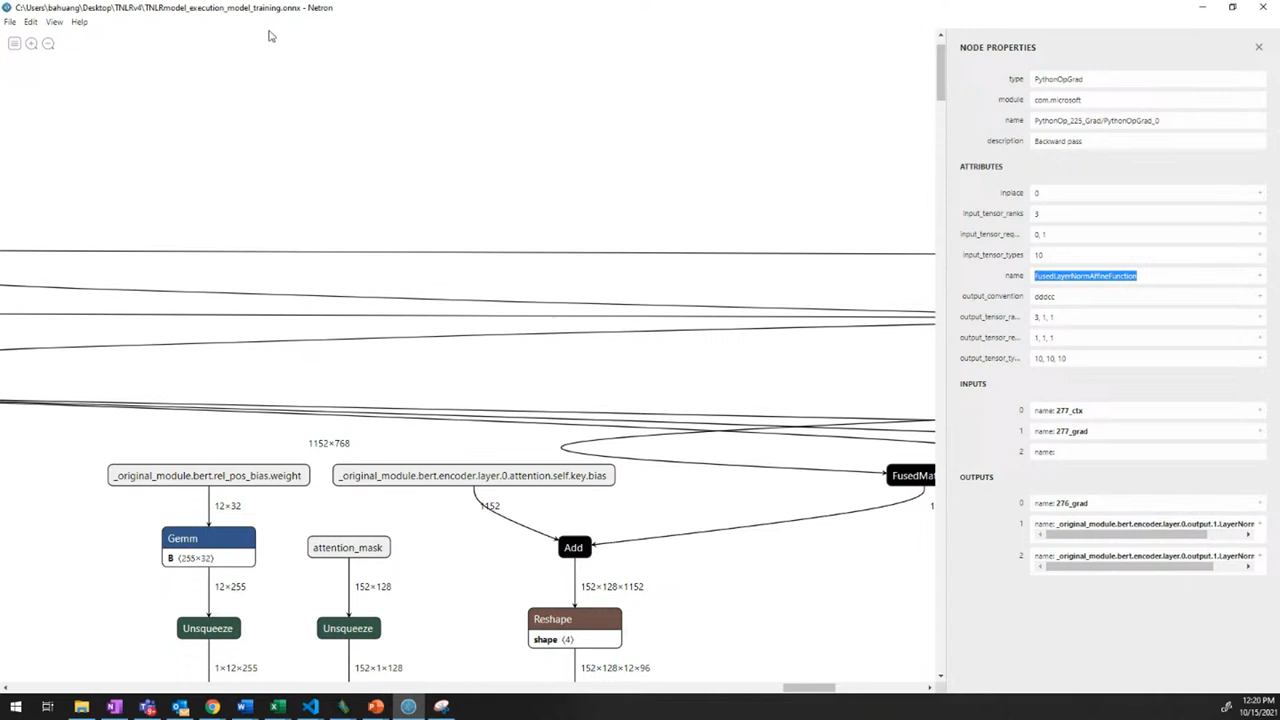 C:\Users\bahuang\Desktop\TNLRv4\TNLRmodel_execution_model_training.onnx - Netron
File Edit View Help
NODE PROPERTIES
type PythonOpGrad
module com.microsoft
name PythonOp_225_Grad/PythonOpGrad_0
description Backward pass
ATTRIBUTES
inplace 0
input_tensor_ranks 3
input_tensor_req... 0, 1
input_tensor_types 10
name FusedLayerNormAffineFunction
output_convention dddcc
output_tensor_ra... 3, 1, 1
output_tensor_re... 1, 1, 1
output_tensor_ty... 10, 10, 10
INPUTS
0 name: 277_ctx
1 name: 277_grad
2 name:
OUTPUTS
0 name: 276_grad
1 name: _original_module.bert.encoder.layer.0.output.1.LayerNorr
2 name: _original_module.bert.encoder.layer.0.output.1.LayerNorr
1152×768
_original_module.bert.rel_pos_bias.weight
_original_module.bert.encoder.layer.0.attention.self.key.bias
FusedMat
12×32
1152
1
Gemm
B ⟨255×32⟩
attention_mask
Add
12×255
152×128
152×128×1152
Unsqueeze
Unsqueeze
Reshape
shape ⟨4⟩
1×12×255
152×1×128
152×128×12×96
12:20 PM
10/15/2021